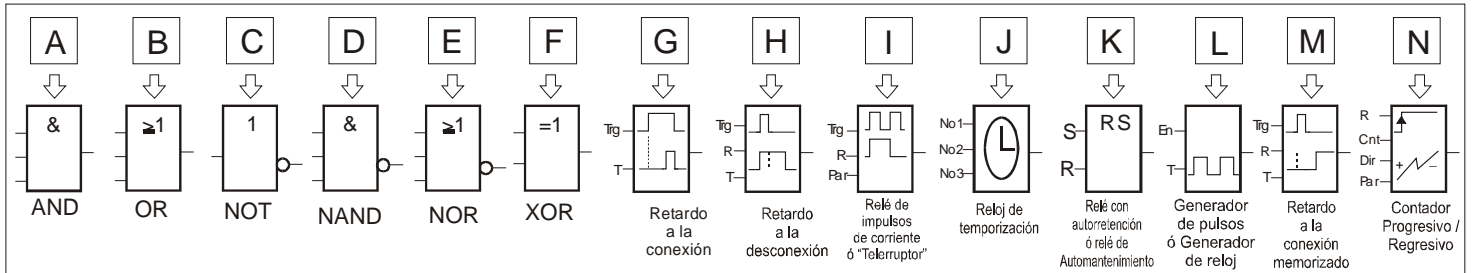 A B C D E F G H I J K L M N
& ≥1 1 & ≥1 =1
AND
OR
NOT
NAND
NOR
XOR
Trg
T
Retardo
a la
conexión
Trg
R
T
Retardo
a la
desconexión
Trg
R
Par
Relé de
impulsos
de corriente
ó "Telerruptor"
No1
No2
No3
Reloj de
temporización
S
R
RS
Relé con
autorretención
ó relé de
Automantenimiento
En
T
Generador
de pulsos
ó Generador
de reloj
Trg
R
T
Retardo
a la
conexión
memorizado
R
Cnt
Dir
Par
+ −
Contador
Progresivo /
Regresivo